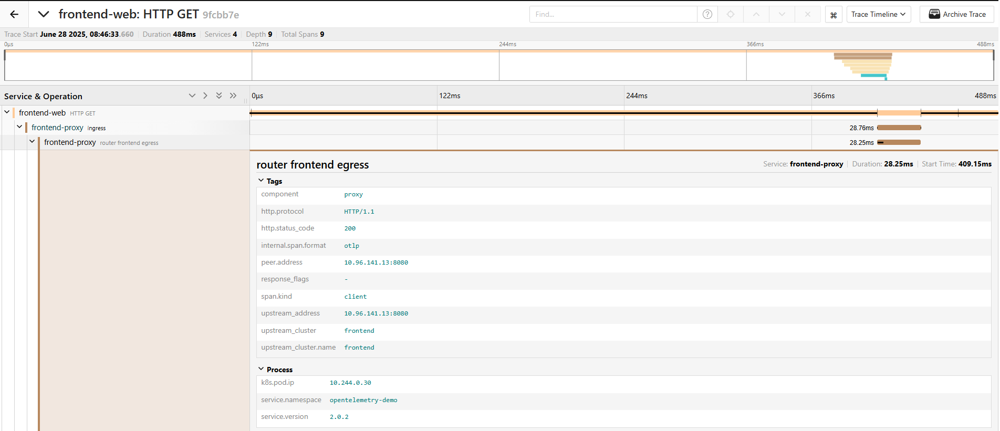 frontend-web: HTTP GET 9fcbb7e
Find...
Trace Timeline
Archive Trace
Trace Start June 28 2025, 08:46:33.660 Duration 488ms Services 4 Depth 9 Total Spans 9
0μs 122ms 244ms 366ms 488ms
Service & Operation
0μs 122ms 244ms 366ms 488ms
frontend-web HTTP GET
frontend-proxy ingress 28.76ms
frontend-proxy router frontend egress 28.25ms
router frontend egress
Service: frontend-proxy Duration: 28.25ms Start Time: 409.15ms
Tags
component proxy
http.protocol HTTP/1.1
http.status_code 200
internal.span.format otlp
peer.address 10.96.141.13:8080
response_flags -
span.kind client
upstream_address 10.96.141.13:8080
upstream_cluster frontend
upstream_cluster.name frontend
Process
k8s.pod.ip 10.244.0.30
service.namespace opentelemetry-demo
service.version 2.0.2